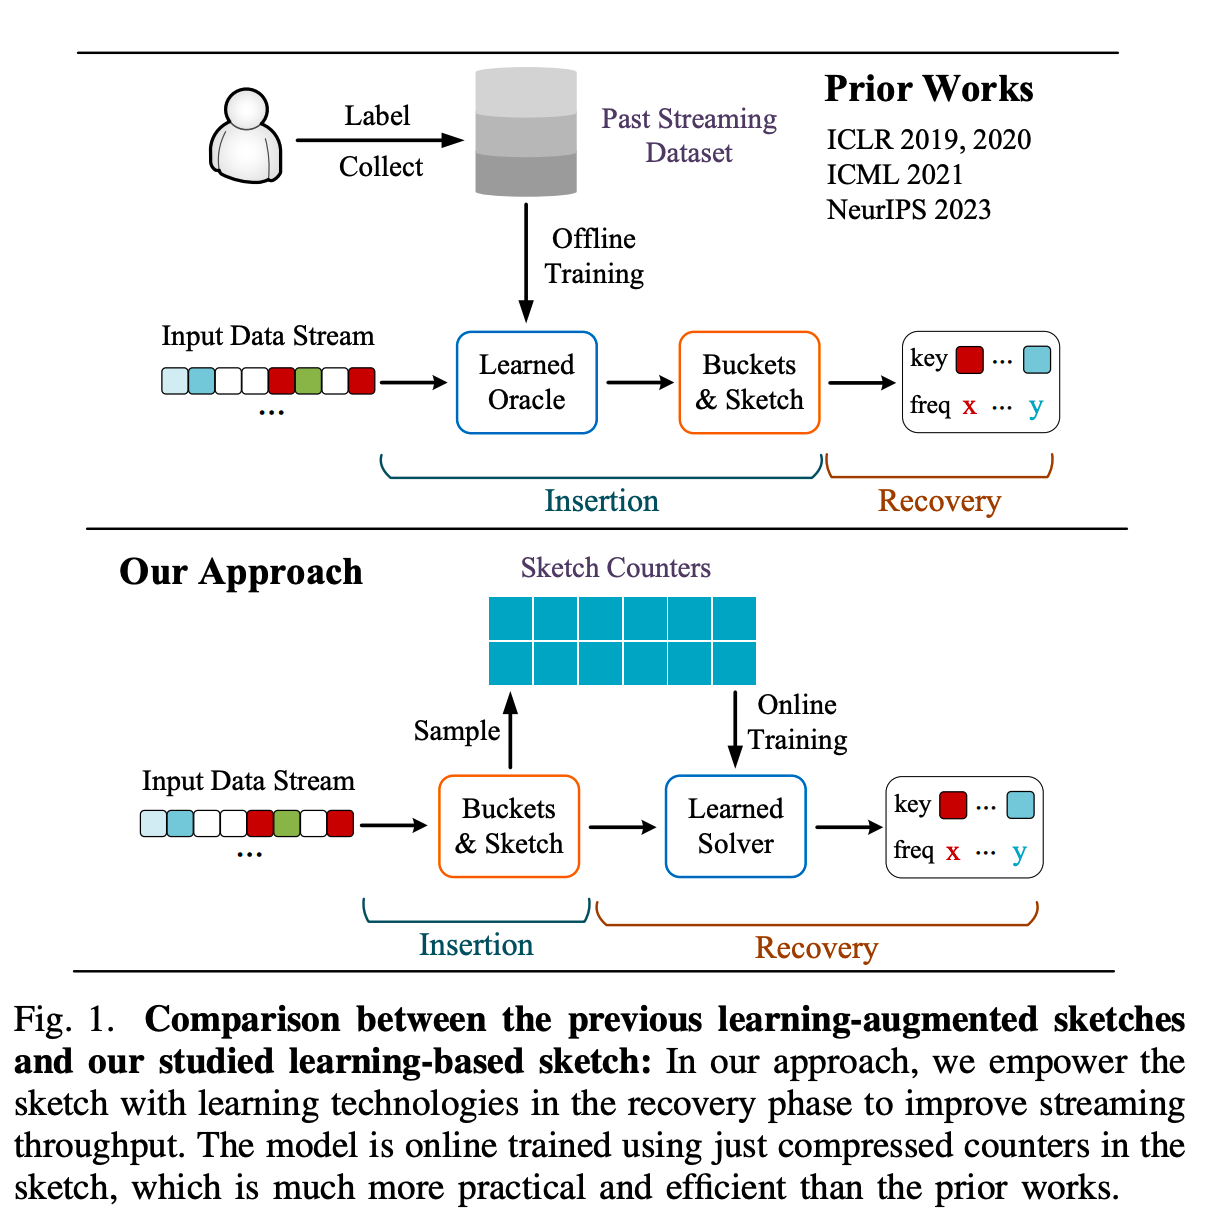 Prior Works
ICLR 2019, 2020
ICML 2021
NeurIPS 2023
Label
Collect
Past Streaming
Dataset
Offline
Training
Input Data Stream
...
Learned
Oracle
Buckets
& Sketch
key ...
freq x ... y
Insertion
Recovery
Our Approach
Sketch Counters
Sample
Online
Training
Input Data Stream
...
Buckets
& Sketch
Learned
Solver
key ...
freq x ... y
Insertion
Recovery
Fig. 1. Comparison between the previous learning-augmented sketches
and our studied learning-based sketch: In our approach, we empower the
sketch with learning technologies in the recovery phase to improve streaming
throughput. The model is online trained using just compressed counters in the
sketch, which is much more practical and efficient than the prior works.